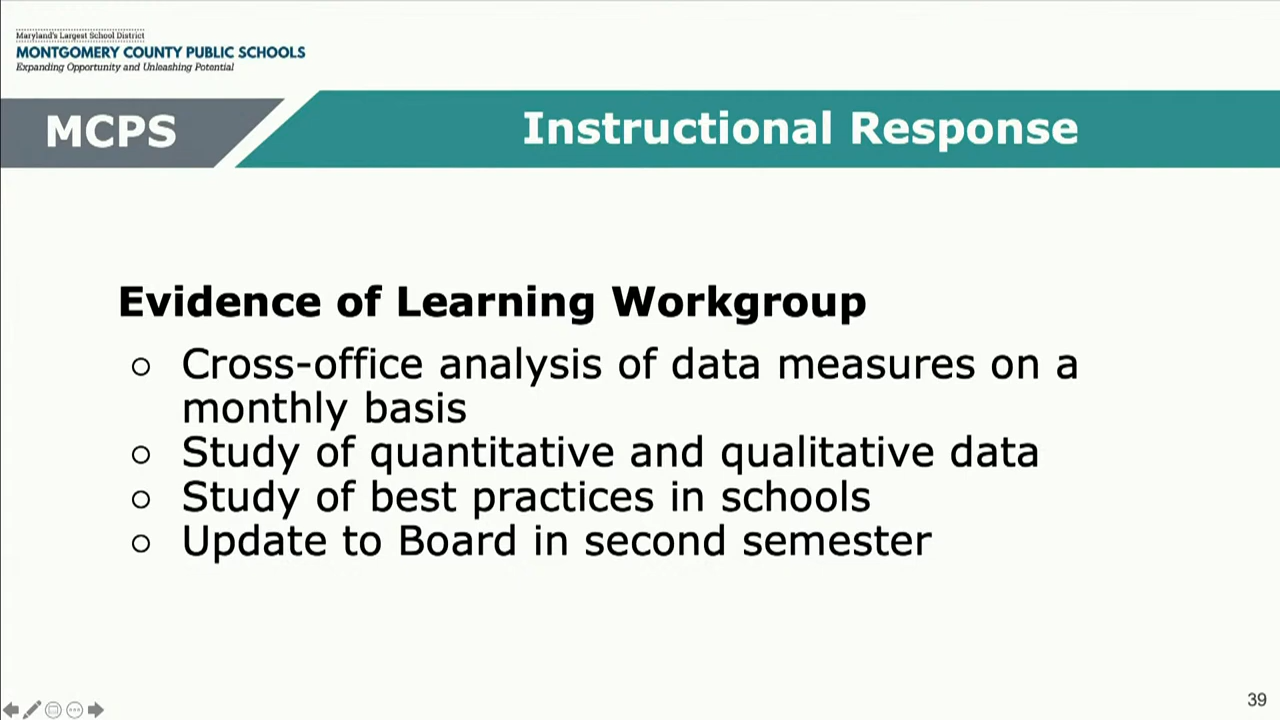 Maryland's Largest School District
MONTGOMERY COUNTY PUBLIC SCHOOLS
Expanding Opportunity and Unleashing Potential
MCPS
Instructional Response
Evidence of Learning Workgroup
○ Cross-office analysis of data measures on a
monthly basis
○ Study of quantitative and qualitative data
○ Study of best practices in schools
○ Update to Board in second semester
39